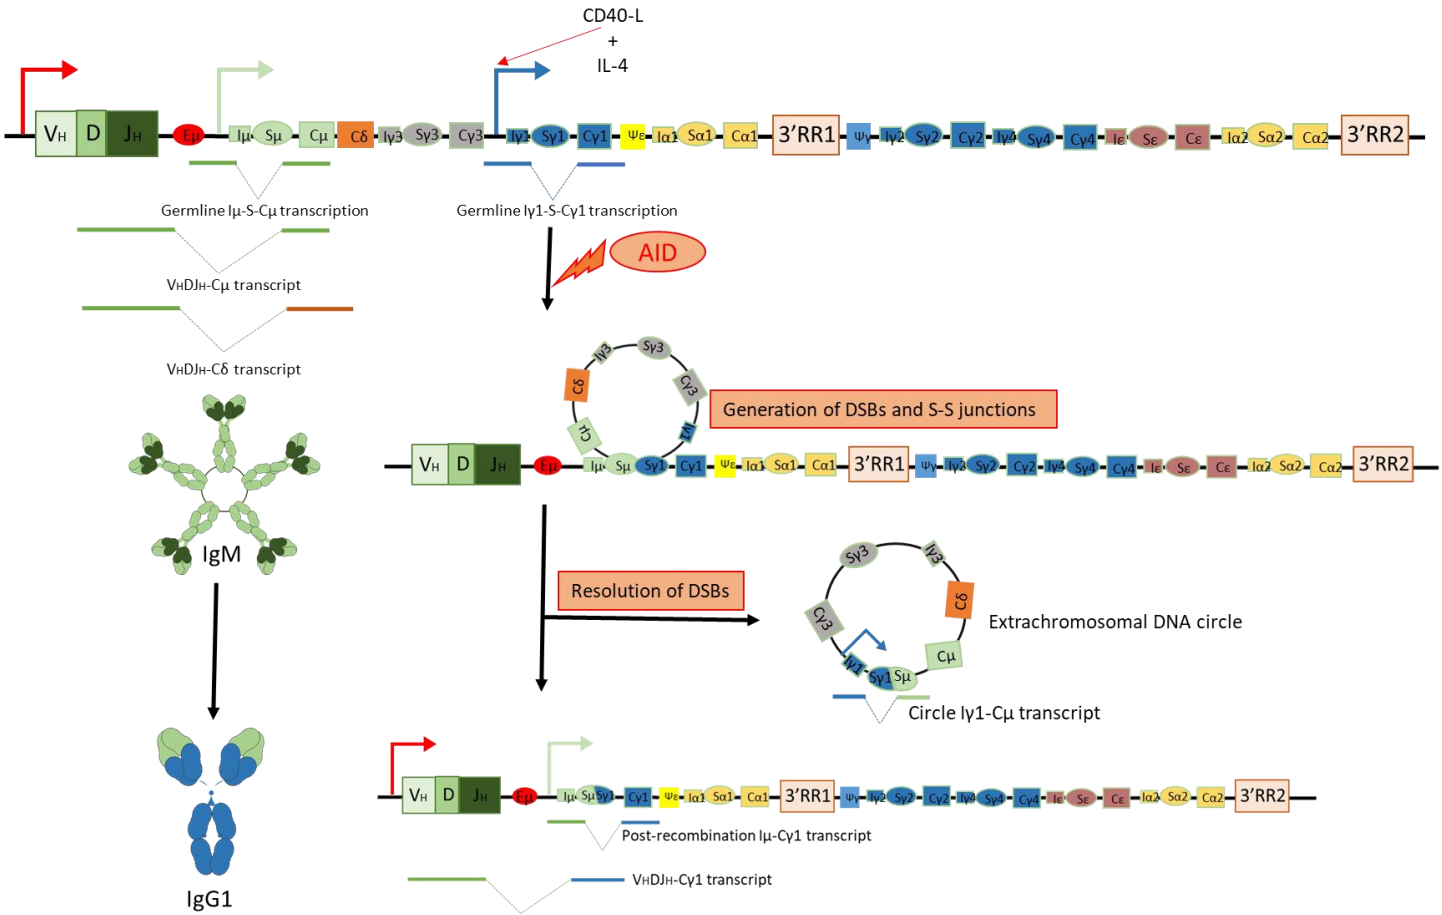 CD40-L
+
IL-4
VH D JH Eμ Iμ Sμ Cμ Cδ Iγ3 Sγ3 Cγ3 Iγ1 Sγ1 Cγ1 Ψε Iα1 Sα1 Cα1 3’RR1 Ψγ Iγ2 Sγ2 Cγ2 Iγ4 Sγ4 Cγ4 Iε Sε Cε Iα2 Sα2 Cα2 3’RR2
Germline Iμ-S-Cμ transcription
Germline Iγ1-S-Cγ1 transcription
AID
VHDJH-Cμ transcript
VHDJH-Cδ transcript
Iγ3 Sγ3
Cδ Cγ3
Cμ Iγ1
Generation of DSBs and S-S junctions
VH D JH Eμ Iμ Sμ Sγ1 Cγ1 Ψε Iα1 Sα1 Cα1 3’RR1 Ψγ Iγ2 Sγ2 Cγ2 Iγ4 Sγ4 Cγ4 Iε Sε Cε Iα2 Sα2 Cα2 3’RR2
IgM
Resolution of DSBs
Sγ3 Iγ3
Cγ3 Cδ
Iγ1 Sγ1 Sμ Cμ
Extrachromosomal DNA circle
Circle Iγ1-Cμ transcript
VH D JH Eμ Iμ Sμ Sγ1 Cγ1 Ψε Iα1 Sα1 Cα1 3’RR1 Ψγ Iγ2 Sγ2 Cγ2 Iγ4 Sγ4 Cγ4 Iε Sε Cε Iα2 Sα2 Cα2 3’RR2
Post-recombination Iμ-Cγ1 transcript
VHDJH-Cγ1 transcript
IgG1